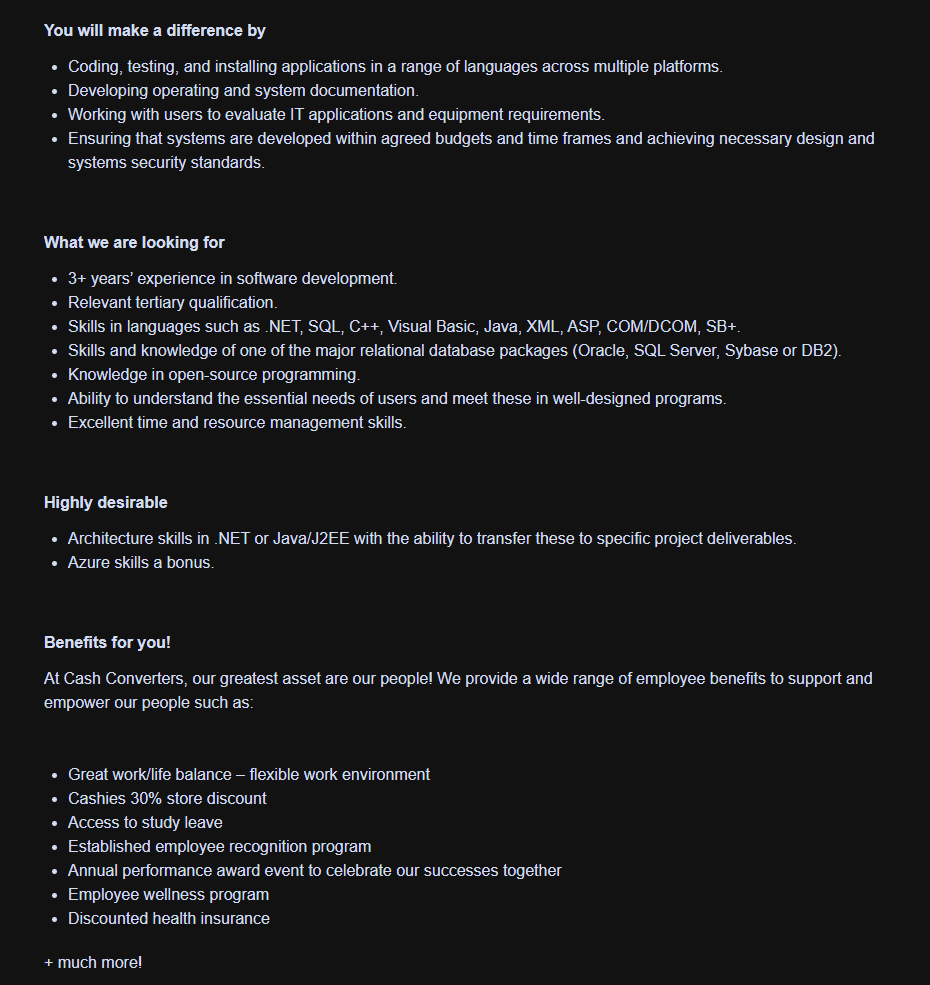 You will make a difference by
• Coding, testing, and installing applications in a range of languages across multiple platforms.
• Developing operating and system documentation.
• Working with users to evaluate IT applications and equipment requirements.
• Ensuring that systems are developed within agreed budgets and time frames and achieving necessary design and
systems security standards.
What we are looking for
• 3+ years’ experience in software development.
• Relevant tertiary qualification.
• Skills in languages such as .NET, SQL, C++, Visual Basic, Java, XML, ASP, COM/DCOM, SB+.
• Skills and knowledge of one of the major relational database packages (Oracle, SQL Server, Sybase or DB2).
• Knowledge in open-source programming.
• Ability to understand the essential needs of users and meet these in well-designed programs.
• Excellent time and resource management skills.
Highly desirable
• Architecture skills in .NET or Java/J2EE with the ability to transfer these to specific project deliverables.
• Azure skills a bonus.
Benefits for you!
At Cash Converters, our greatest asset are our people! We provide a wide range of employee benefits to support and
empower our people such as:
• Great work/life balance – flexible work environment
• Cashies 30% store discount
• Access to study leave
• Established employee recognition program
• Annual performance award event to celebrate our successes together
• Employee wellness program
• Discounted health insurance
+ much more!